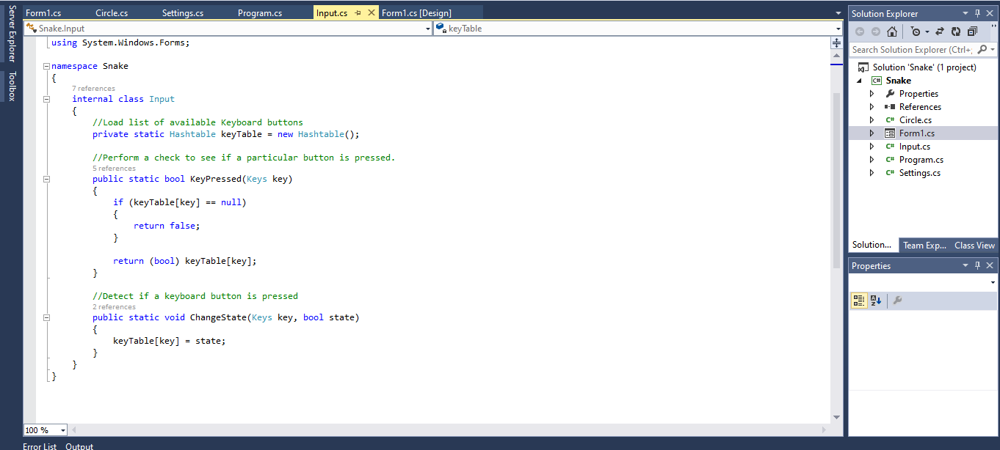 Server Explorer
Toolbox
Form1.cs Circle.cs Settings.cs Program.cs Input.cs Form1.cs [Design]
Snake.Input keyTable
using System.Windows.Forms;
namespace Snake
{
7 references
internal class Input
{
//Load list of available Keyboard buttons
private static Hashtable keyTable = new Hashtable();
//Perform a check to see if a particular button is pressed.
5 references
public static bool KeyPressed(Keys key)
{
if (keyTable[key] == null)
{
return false;
}
return (bool) keyTable[key];
}
//Detect if a keyboard button is pressed
2 references
public static void ChangeState(Keys key, bool state)
{
keyTable[key] = state;
}
}
}
100 %
Error List Output
Solution Explorer
Search Solution Explorer (Ctrl+;
Solution 'Snake' (1 project)
C# Snake
Properties
References
C# Circle.cs
Form1.cs
C# Input.cs
C# Program.cs
C# Settings.cs
Solution... Team Exp... Class View
Properties